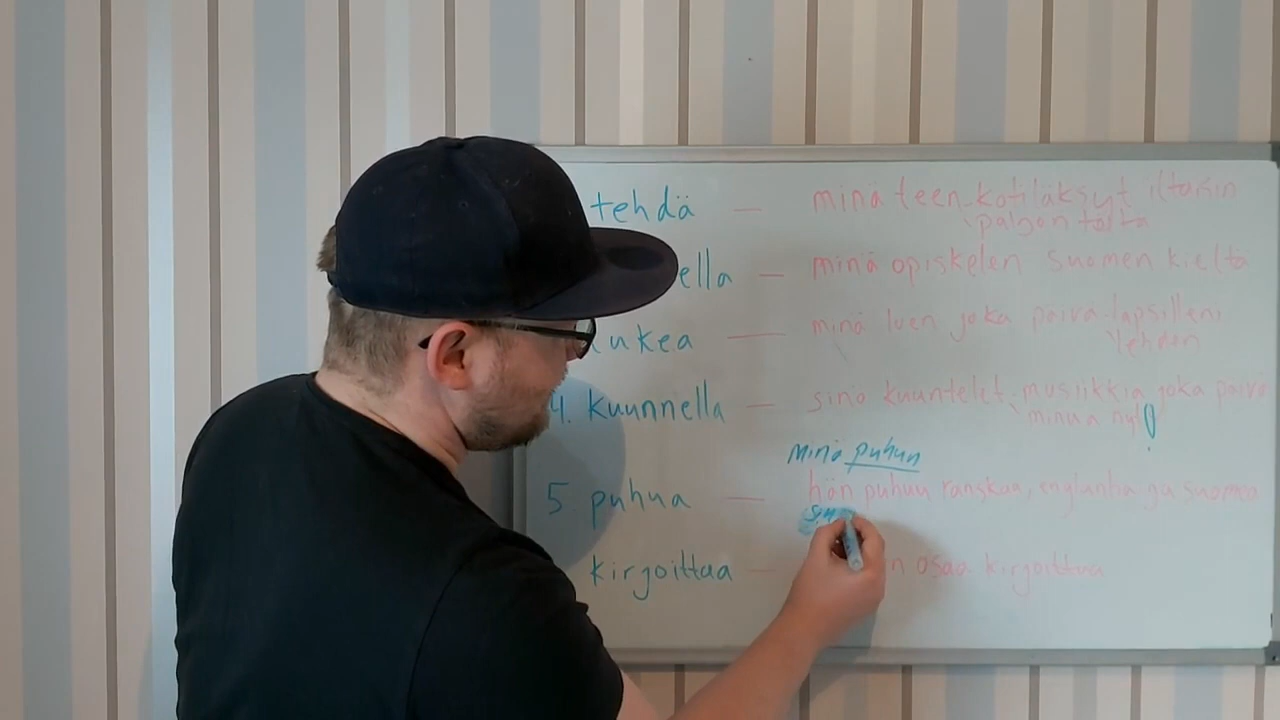 tehdä — minä teen kotiläksyt iltaisin
paljon töitä
ella — minä opiskelen suomen kieltä
ukea — minä luen joka päivä lapsilleni
lehden
4. kuunnella — sinä kuuntelet musiikkia joka päivä
minua nyt!
minä puhun
5 puhua — hän puhuu ranskaa, englantia ja suomea
kirjoittaa — n osaa kirjoittaa